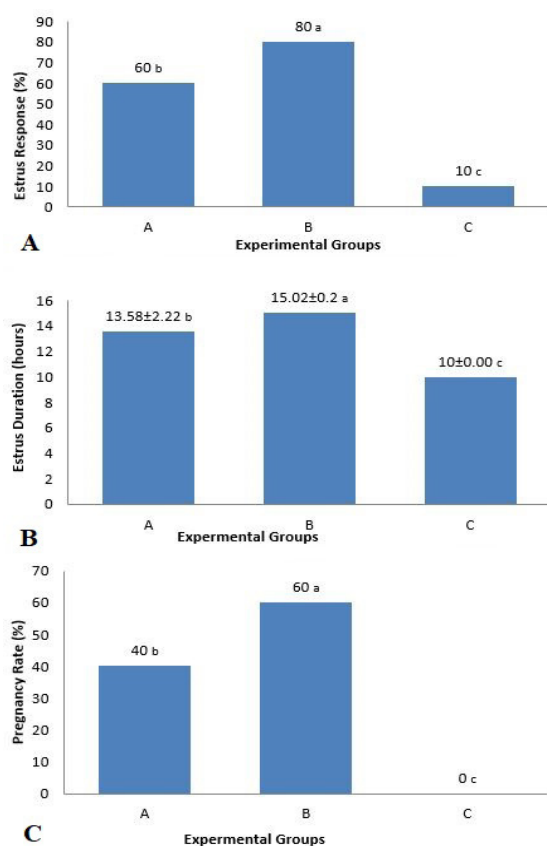 90
80
70
60
50
40
30
20
10
0
Estrus Response (%)
60 b
80 a
10 c
A
B
C
Experimental Groups
A
16
14
12
10
8
6
4
2
0
Estrus Duration (hours)
13.58±2.22 b
15.02±0.2 a
10±0.00 c
A
B
C
Expermental Groups
B
70
60
50
40
30
20
10
0
Pregnancy Rate (%)
40 b
60 a
0 c
A
B
C
Expermental Groups
C